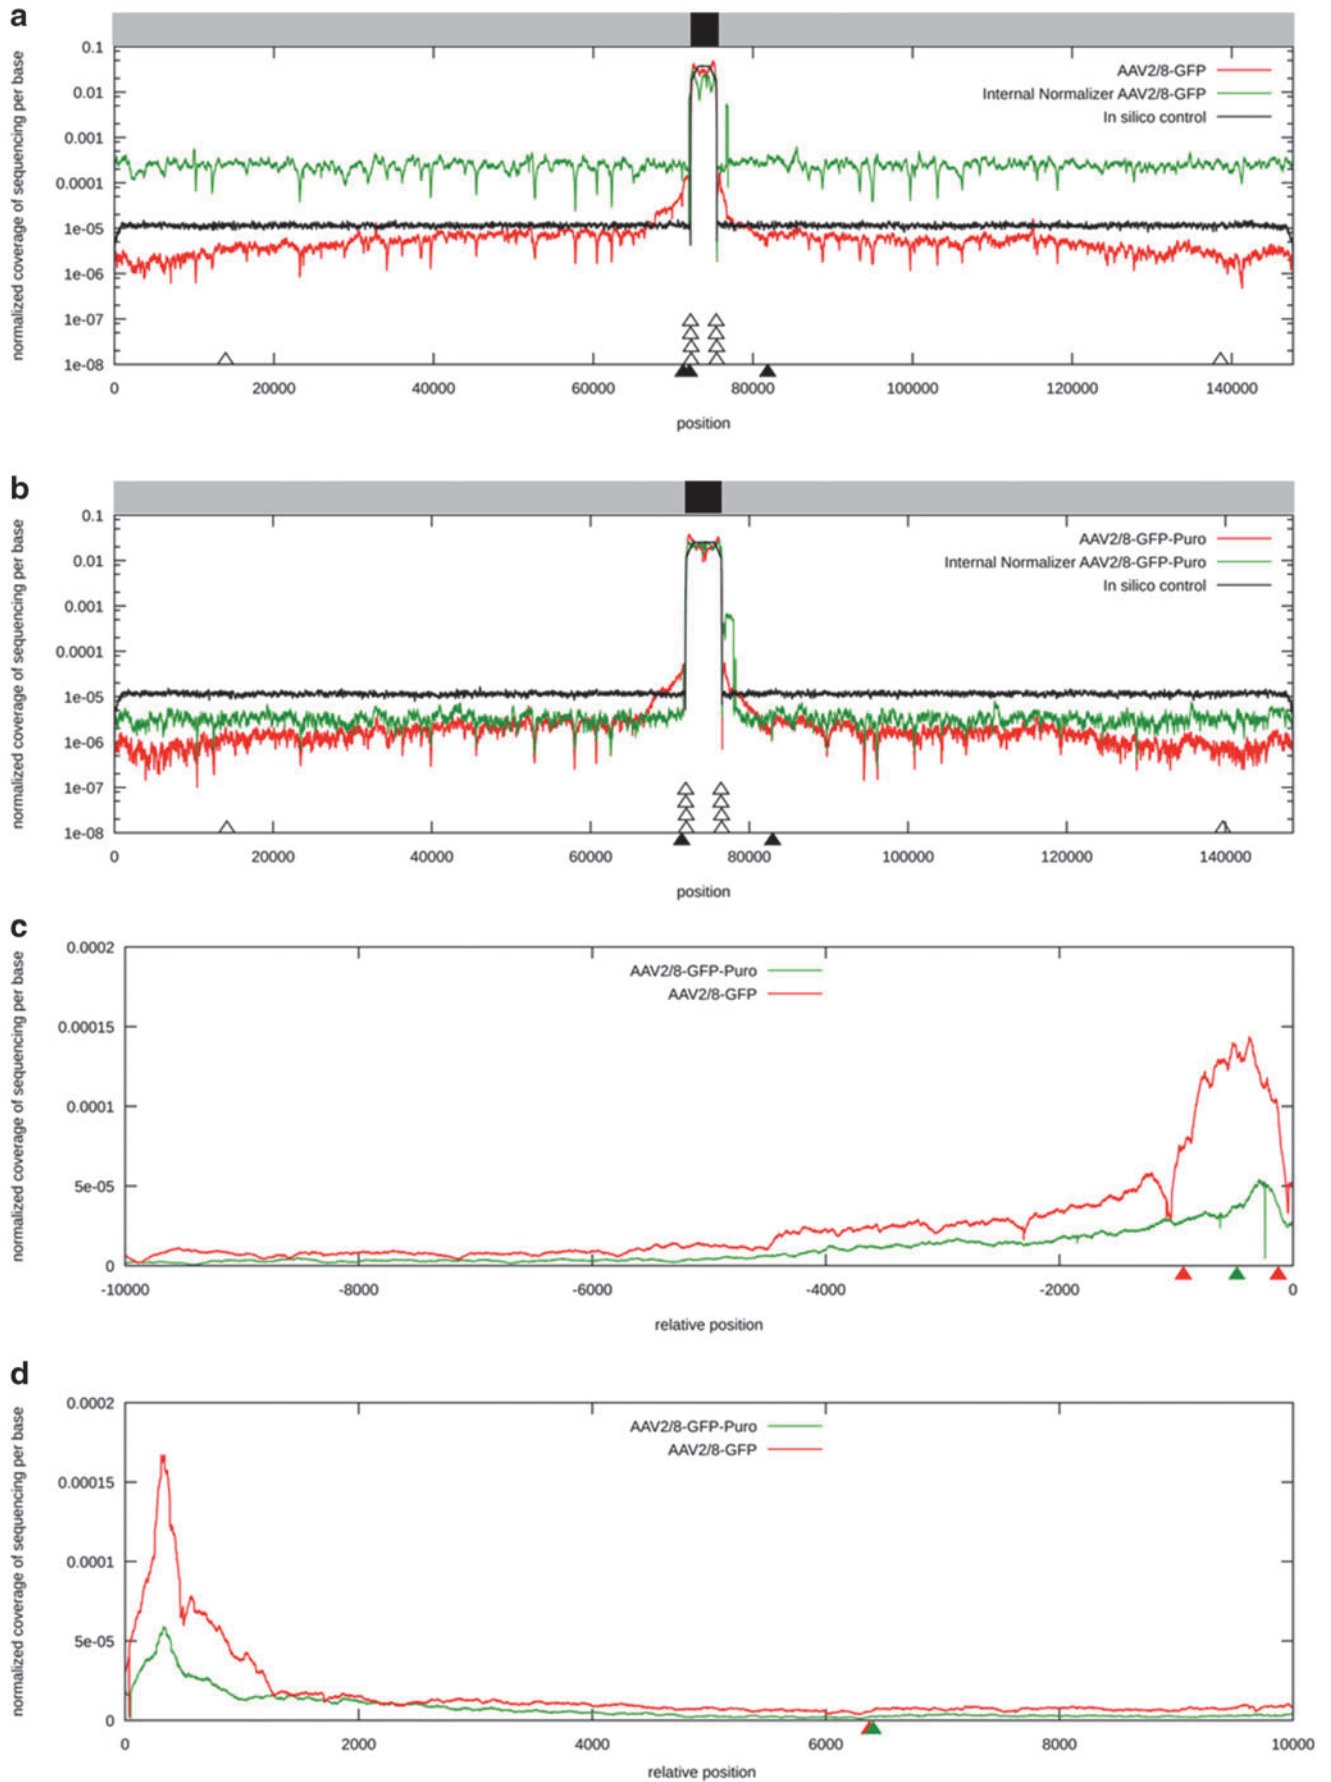 a
normalized coverage of sequencing per base
0.1
0.01
0.001
0.0001
1e-05
1e-06
1e-07
1e-08
AAV2/8-GFP
Internal Normalizer AAV2/8-GFP
In silico control
0 20000 40000 60000 80000 100000 120000 140000
position
b
normalized coverage of sequencing per base
0.1
0.01
0.001
0.0001
1e-05
1e-06
1e-07
1e-08
AAV2/8-GFP-Puro
Internal Normalizer AAV2/8-GFP-Puro
In silico control
0 20000 40000 60000 80000 100000 120000 140000
position
c
normalized coverage of sequencing per base
0.0002
0.00015
0.0001
5e-05
0
AAV2/8-GFP-Puro
AAV2/8-GFP
-10000 -8000 -6000 -4000 -2000 0
relative position
d
normalized coverage of sequencing per base
0.0002
0.00015
0.0001
5e-05
0
AAV2/8-GFP-Puro
AAV2/8-GFP
0 2000 4000 6000 8000 10000
relative position